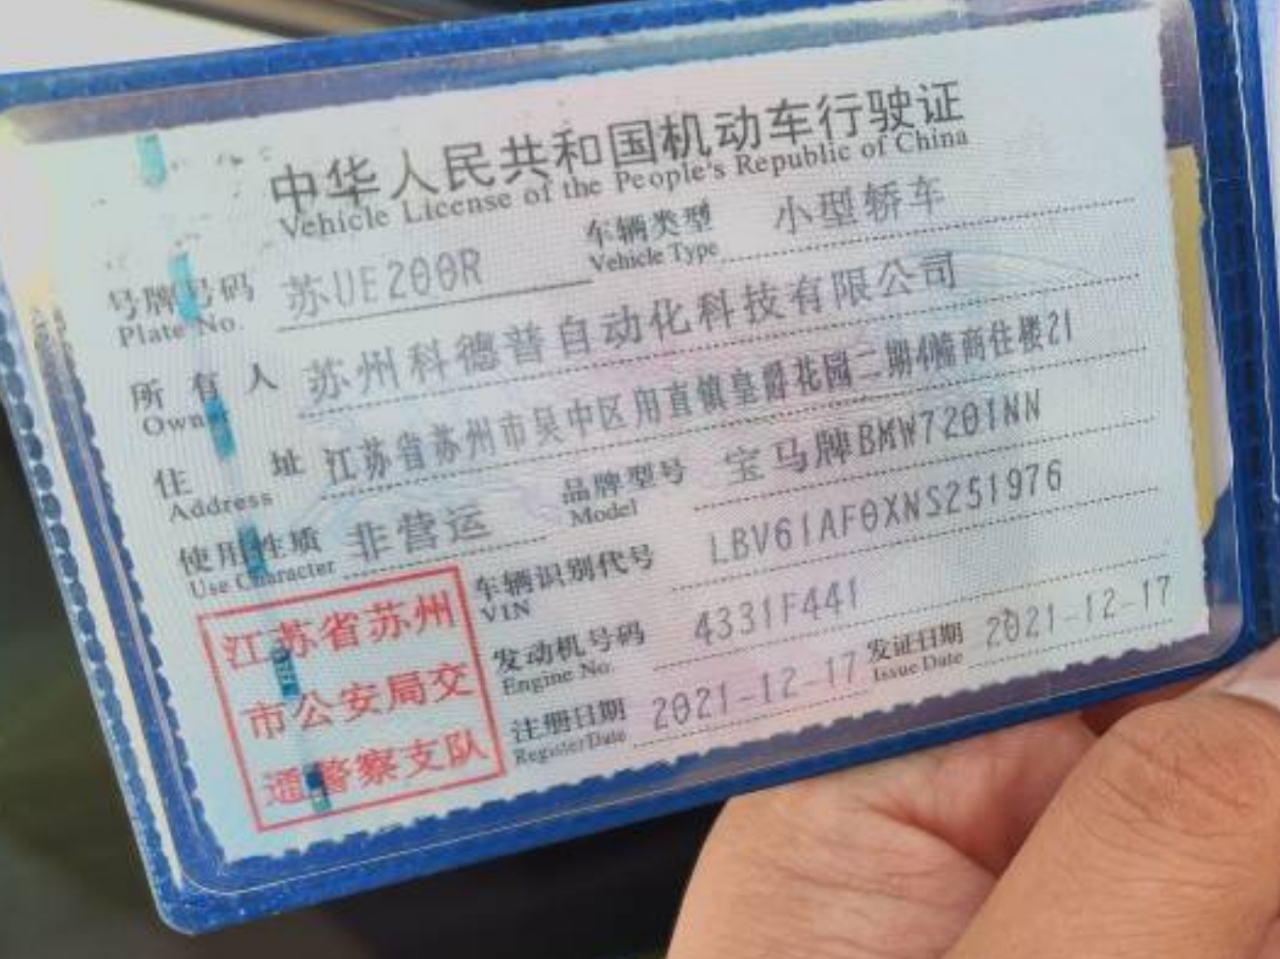 中华人民共和国机动车行驶证
Vehicle License of the People's Republic of China
号牌号码 苏UE200R 车辆类型 小型轿车
Plate No. Vehicle Type
所有人 苏州科德普自动化科技有限公司
Owner
住址 江苏省苏州市吴中区甪直镇皇爵花园二期4幢商住楼21
Address
使用性质 非营运 品牌型号 宝马牌BMW7201NN
Use Character Model
车辆识别代号 LBV61AF0XNS251976
VIN
发动机号码 4331F441
Engine No.
注册日期 2021-12-17 发证日期 2021-12-17
Register Date Issue Date
江苏省苏州
市公安局交
通警察支队